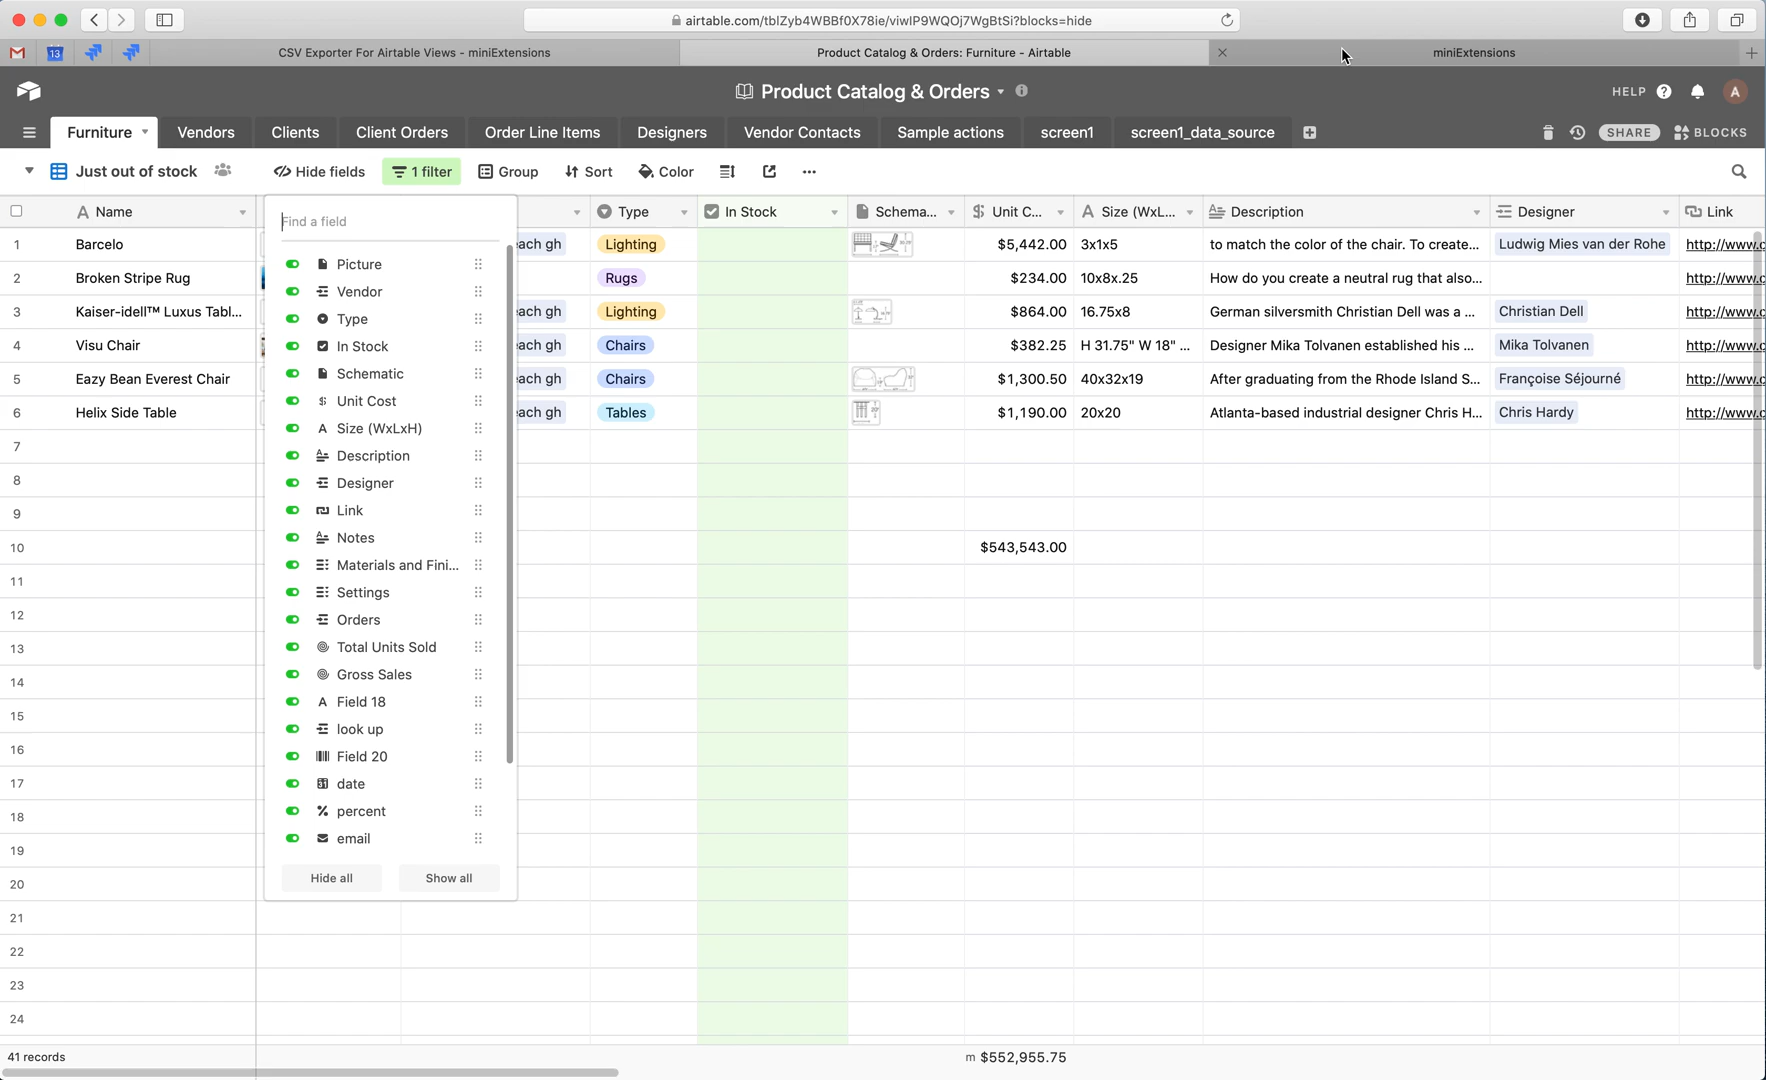 airtable.com/tblZyb4WBBf0X78ie/viwIP9WQOj7WgBtSi?blocks=hide
13
CSV Exporter For Airtable Views - miniExtensions
Product Catalog & Orders: Furniture - Airtable
miniExtensions
Product Catalog & Orders
HELP
A
Furniture
Vendors
Clients
Client Orders
Order Line Items
Designers
Vendor Contacts
Sample actions
screen1
screen1_data_source
SHARE
BLOCKS
Just out of stock
Hide fields
1 filter
Group
Sort
Color
Name
Type
In Stock
Schema...
Unit C...
Size (WxL...
Description
Designer
Link
1 Barcelo each gh Lighting $5,442.00 3x1x5 to match the color of the chair. To create... Ludwig Mies van der Rohe http://www.c
2 Broken Stripe Rug Rugs $234.00 10x8x.25 How do you create a neutral rug that also... http://www.c
3 Kaiser-idell™ Luxus Tabl... each gh Lighting $864.00 16.75x8 German silversmith Christian Dell was a ... Christian Dell http://www.c
4 Visu Chair each gh Chairs $382.25 H 31.75" W 18" ... Designer Mika Tolvanen established his ... Mika Tolvanen http://www.c
5 Eazy Bean Everest Chair each gh Chairs $1,300.50 40x32x19 After graduating from the Rhode Island S... Françoise Séjourné http://www.c
6 Helix Side Table each gh Tables $1,190.00 20x20 Atlanta-based industrial designer Chris H... Chris Hardy http://www.c
7
8
9
10 $543,543.00
11
12
13
14
15
16
17
18
19
20
21
22
23
24
Find a field
Picture
Vendor
Type
In Stock
Schematic
Unit Cost
Size (WxLxH)
Description
Designer
Link
Notes
Materials and Fini...
Settings
Orders
Total Units Sold
Gross Sales
Field 18
look up
Field 20
date
percent
email
Hide all
Show all
41 records
m $552,955.75